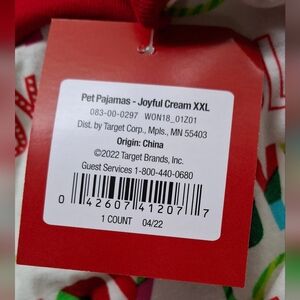 Pet Pajamas - Joyful Cream XXL
083-00-0297 WON18_01Z01
Dist. by Target Corp., Mpls., MN 55403
Origin: China
©2022 Target Brands, Inc.
Guest Services 1-800-440-0680
0 42607 41207 7
1 COUNT 04/22